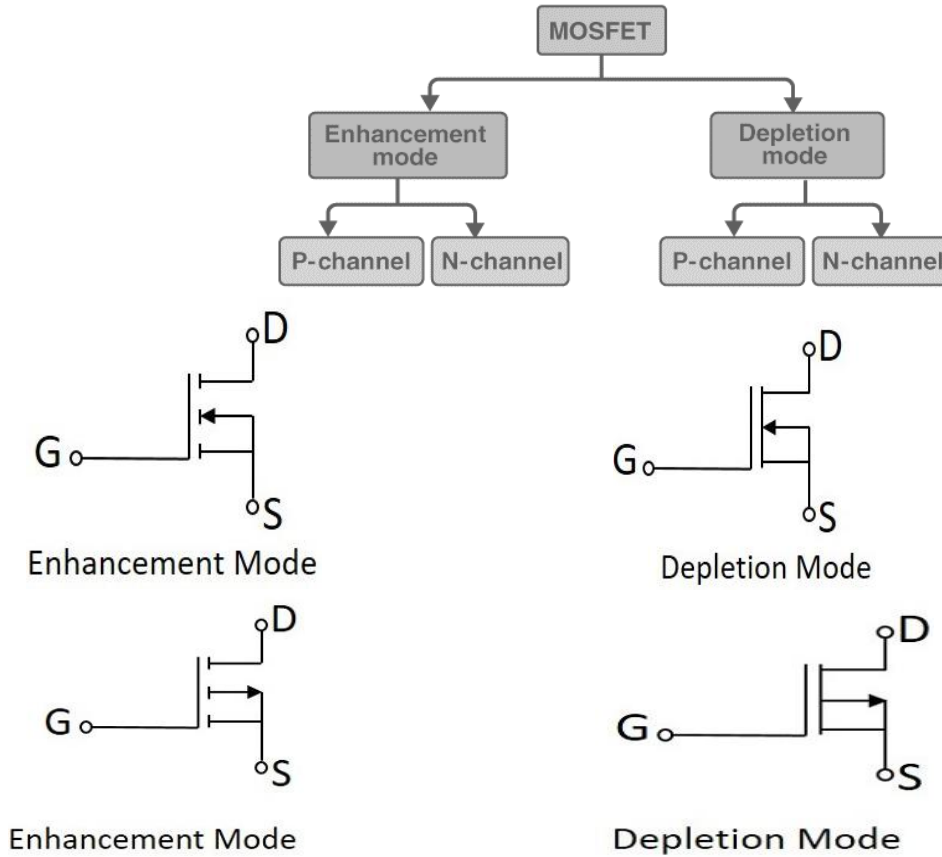 MOSFET
Enhancement
mode
Depletion
mode
P-channel
N-channel
P-channel
N-channel
D
G
S
Enhancement Mode
D
G
S
Depletion Mode
D
G
S
Enhancement Mode
D
G
S
Depletion Mode